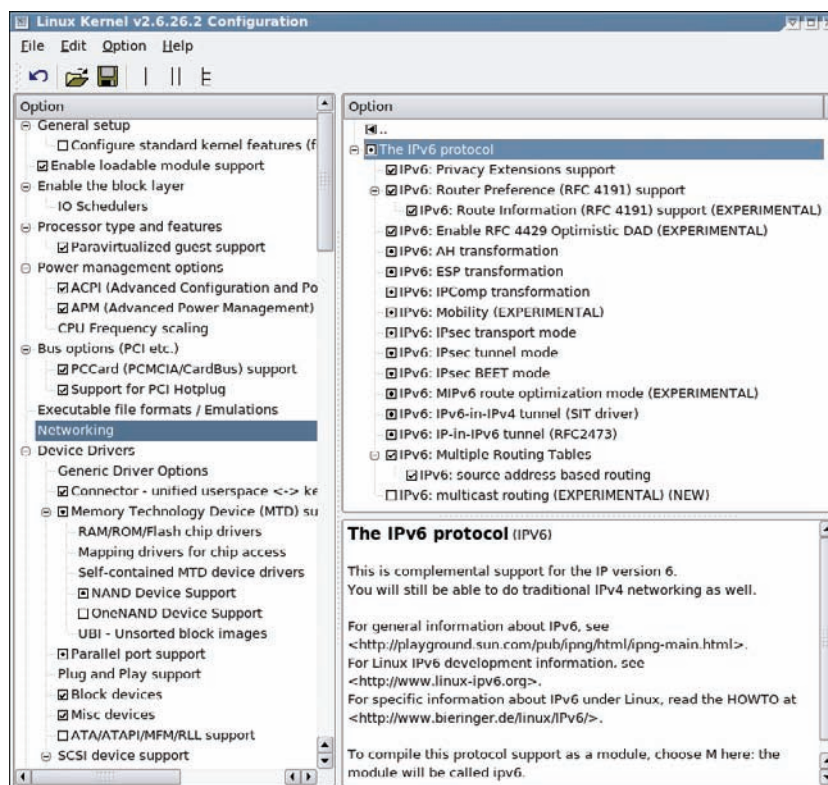 Linux Kernel v2.6.26.2 Configuration
File Edit Option Help
Option
General setup
Configure standard kernel features (f
Enable loadable module support
Enable the block layer
IO Schedulers
Processor type and features
Paravirtualized guest support
Power management options
ACPI (Advanced Configuration and Po
APM (Advanced Power Management)
CPU Frequency scaling
Bus options (PCI etc.)
PCCard (PCMCIA/CardBus) support
Support for PCI Hotplug
Executable file formats / Emulations
Networking
Device Drivers
Generic Driver Options
Connector - unified userspace <-> ke
Memory Technology Device (MTD) su
RAM/ROM/Flash chip drivers
Mapping drivers for chip access
Self-contained MTD device drivers
NAND Device Support
OneNAND Device Support
UBI - Unsorted block images
Parallel port support
Plug and Play support
Block devices
Misc devices
ATA/ATAPI/MFM/RLL support
SCSI device support
Option
..
The IPv6 protocol
IPv6: Privacy Extensions support
IPv6: Router Preference (RFC 4191) support
IPv6: Route Information (RFC 4191) support (EXPERIMENTAL)
IPv6: Enable RFC 4429 Optimistic DAD (EXPERIMENTAL)
IPv6: AH transformation
IPv6: ESP transformation
IPv6: IPComp transformation
IPv6: Mobility (EXPERIMENTAL)
IPv6: IPsec transport mode
IPv6: IPsec tunnel mode
IPv6: IPsec BEET mode
IPv6: MIPv6 route optimization mode (EXPERIMENTAL)
IPv6: IPv6-in-IPv4 tunnel (SIT driver)
IPv6: IP-in-IPv6 tunnel (RFC2473)
IPv6: Multiple Routing Tables
IPv6: source address based routing
IPv6: multicast routing (EXPERIMENTAL) (NEW)
The IPv6 protocol (IPV6)
This is complemental support for the IP version 6.
You will still be able to do traditional IPv4 networking as well.
For general information about IPv6, see
<http://playground.sun.com/pub/ipng/html/ipng-main.html>.
For Linux IPv6 development information, see
<http://www.linux-ipv6.org>.
For specific information about IPv6 under Linux, read the HOWTO at
<http://www.bieringer.de/linux/IPv6/>.
To compile this protocol support as a module, choose M here: the
module will be called ipv6.